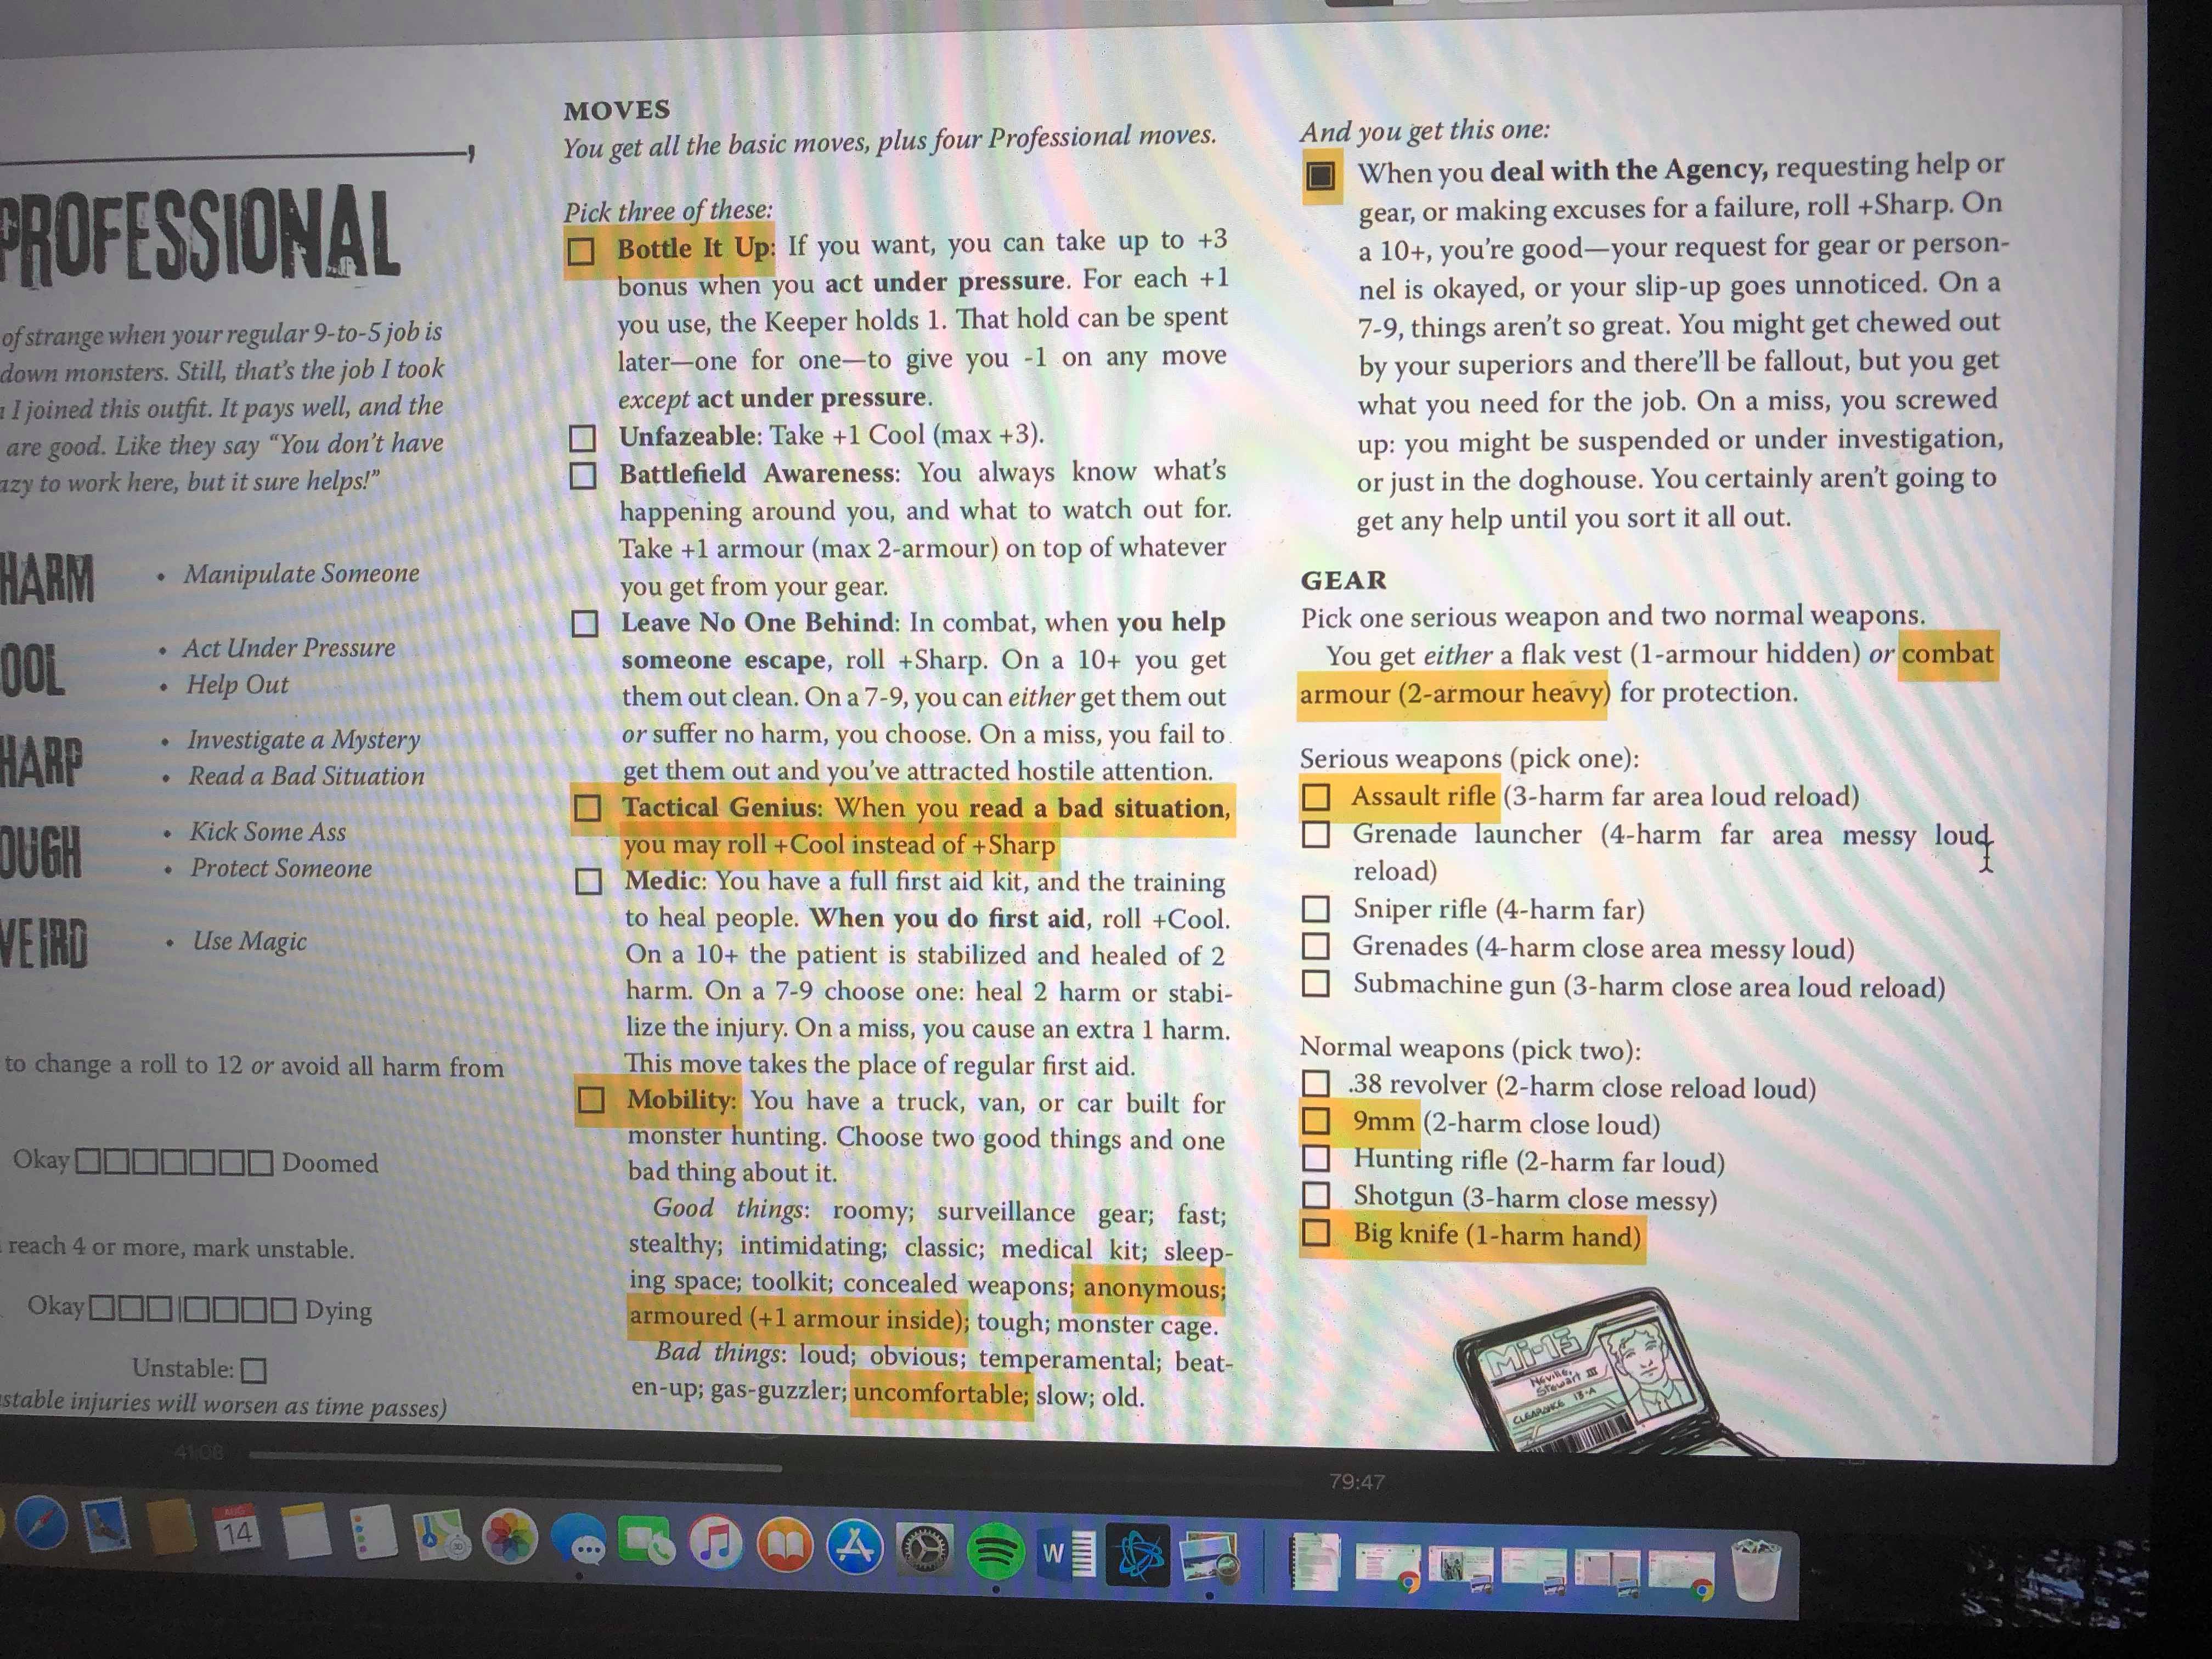 PROFESSIONAL
of strange when your regular 9-to-5 job is
down monsters. Still, that's the job I took
I joined this outfit. It pays well, and the
are good. Like they say "You don't have
azy to work here, but it sure helps!"
HARM
• Manipulate Someone
OOL
• Act Under Pressure
• Help Out
HARP
• Investigate a Mystery
• Read a Bad Situation
OUGH
• Kick Some Ass
• Protect Someone
WEIRD
• Use Magic
to change a roll to 12 or avoid all harm from
Okay Doomed
reach 4 or more, mark unstable.
Okay Dying
Unstable:
stable injuries will worsen as time passes)
MOVES
You get all the basic moves, plus four Professional moves.
Pick three of these:
Bottle It Up: If you want, you can take up to +3
bonus when you act under pressure. For each +1
you use, the Keeper holds 1. That hold can be spent
later—one for one—to give you -1 on any move
except act under pressure.
Unfazeable: Take +1 Cool (max +3).
Battlefield Awareness: You always know what's
happening around you, and what to watch out for.
Take +1 armour (max 2-armour) on top of whatever
you get from your gear.
Leave No One Behind: In combat, when you help
someone escape, roll +Sharp. On a 10+ you get
them out clean. On a 7-9, you can either get them out
or suffer no harm, you choose. On a miss, you fail to
get them out and you've attracted hostile attention.
Tactical Genius: When you read a bad situation,
you may roll +Cool instead of +Sharp
Medic: You have a full first aid kit, and the training
to heal people. When you do first aid, roll +Cool.
On a 10+ the patient is stabilized and healed of 2
harm. On a 7-9 choose one: heal 2 harm or stabi-
lize the injury. On a miss, you cause an extra 1 harm.
This move takes the place of regular first aid.
Mobility: You have a truck, van, or car built for
monster hunting. Choose two good things and one
bad thing about it.
Good things: roomy; surveillance gear; fast;
stealthy; intimidating; classic; medical kit; sleep-
ing space; toolkit; concealed weapons; anonymous;
armoured (+1 armour inside); tough; monster cage.
Bad things: loud; obvious; temperamental; beat-
en-up; gas-guzzler; uncomfortable; slow; old.
And you get this one:
When you deal with the Agency, requesting help or
gear, or making excuses for a failure, roll +Sharp. On
a 10+, you're good—your request for gear or person-
nel is okayed, or your slip-up goes unnoticed. On a
7-9, things aren't so great. You might get chewed out
by your superiors and there'll be fallout, but you get
what you need for the job. On a miss, you screwed
up: you might be suspended or under investigation,
or just in the doghouse. You certainly aren't going to
get any help until you sort it all out.
GEAR
Pick one serious weapon and two normal weapons.
You get either a flak vest (1-armour hidden) or combat
armour (2-armour heavy) for protection.
Serious weapons (pick one):
Assault rifle (3-harm far area loud reload)
Grenade launcher (4-harm far area messy loud
reload)
Sniper rifle (4-harm far)
Grenades (4-harm close area messy loud)
Submachine gun (3-harm close area loud reload)
Normal weapons (pick two):
.38 revolver (2-harm close reload loud)
9mm (2-harm close loud)
Hunting rifle (2-harm far loud)
Shotgun (3-harm close messy)
Big knife (1-harm hand)
Mi-13
Neville,
Stewart III
13-A
CLEARANCE
41:08
79:47
AUG
14
W